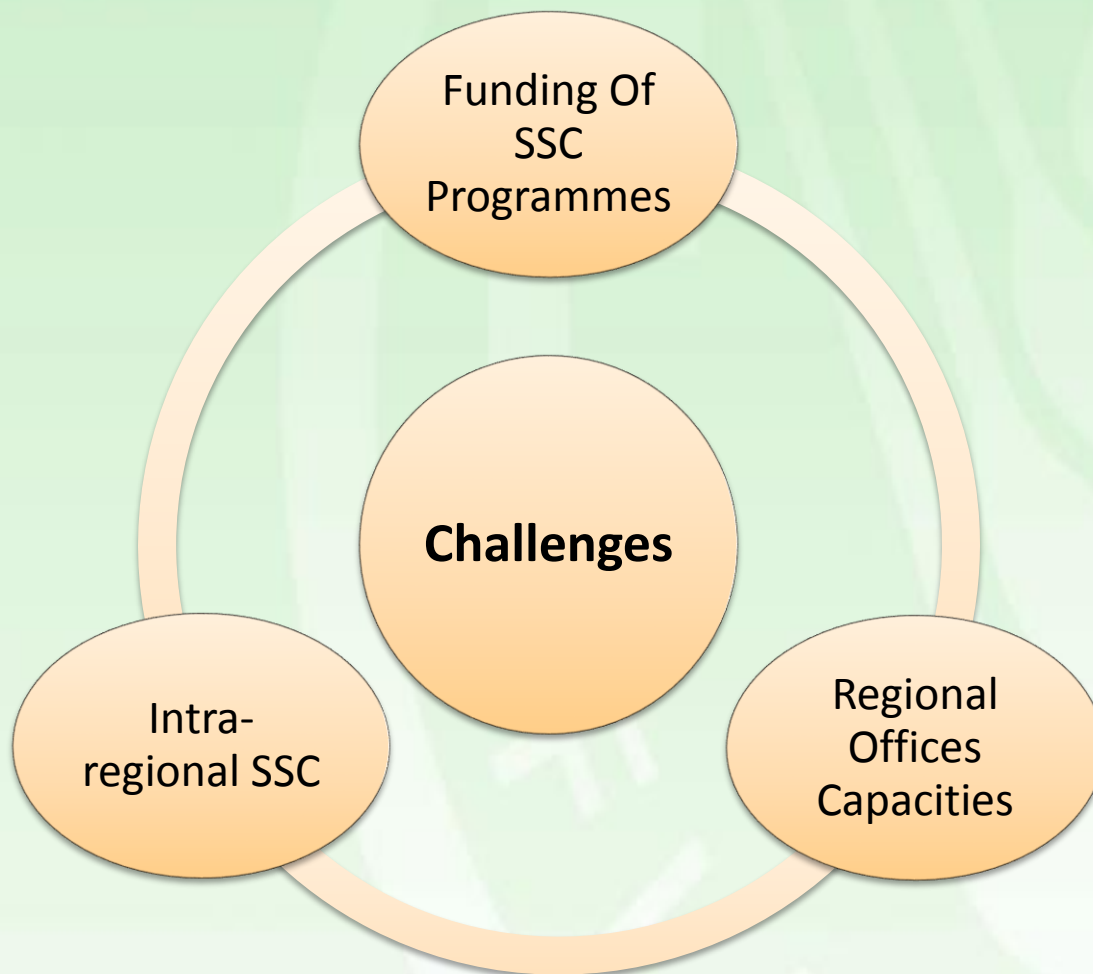 Funding Of
SSC
Programmes
Challenges
Intra-
regional SSC
Regional
Offices
Capacities